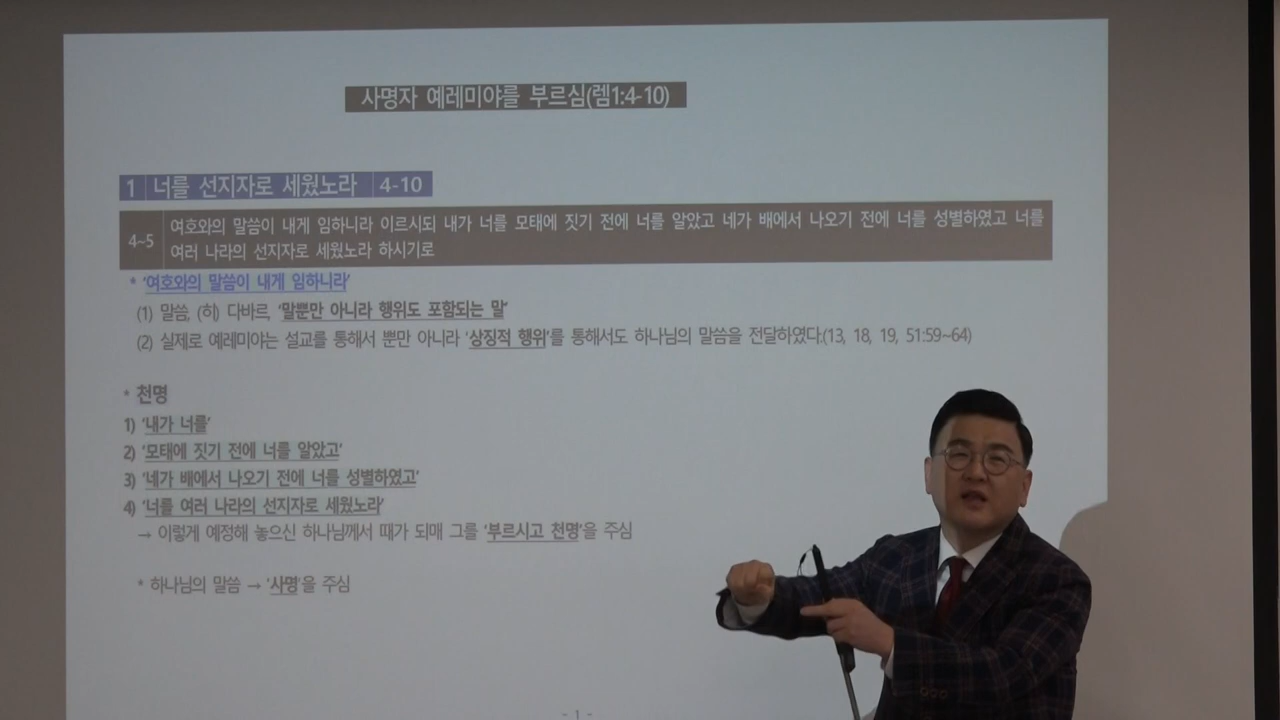 사명자 예레미야를 부르심(렘1:4-10)
1 너를 선지자로 세웠노라 4-10
4~5 여호와의 말씀이 내게 임하니라 이르시되 내가 너를 모태에 짓기 전에 너를 알았고 네가 배에서 나오기 전에 너를 성별하였고 너를
여러 나라의 선지자로 세웠노라 하시기로
* '여호와의 말씀이 내게 임하니라'
(1) 말씀, (히) 다바르, '말뿐만 아니라 행위도 포함되는 말'
(2) 실제로 예레미야는 설교를 통해서 뿐만 아니라 '상징적 행위'를 통해서도 하나님의 말씀을 전달하였다.(13, 18, 19, 51:59~64)
* 천명
1) '내가 너를'
2) '모태에 짓기 전에 너를 알았고'
3) '네가 배에서 나오기 전에 너를 성별하였고'
4) '너를 여러 나라의 선지자로 세웠노라'
→ 이렇게 예정해 놓으신 하나님께서 때가 되매 그를 '부르시고 천명'을 주심
* 하나님의 말씀 → '사명'을 주심
- 1 -